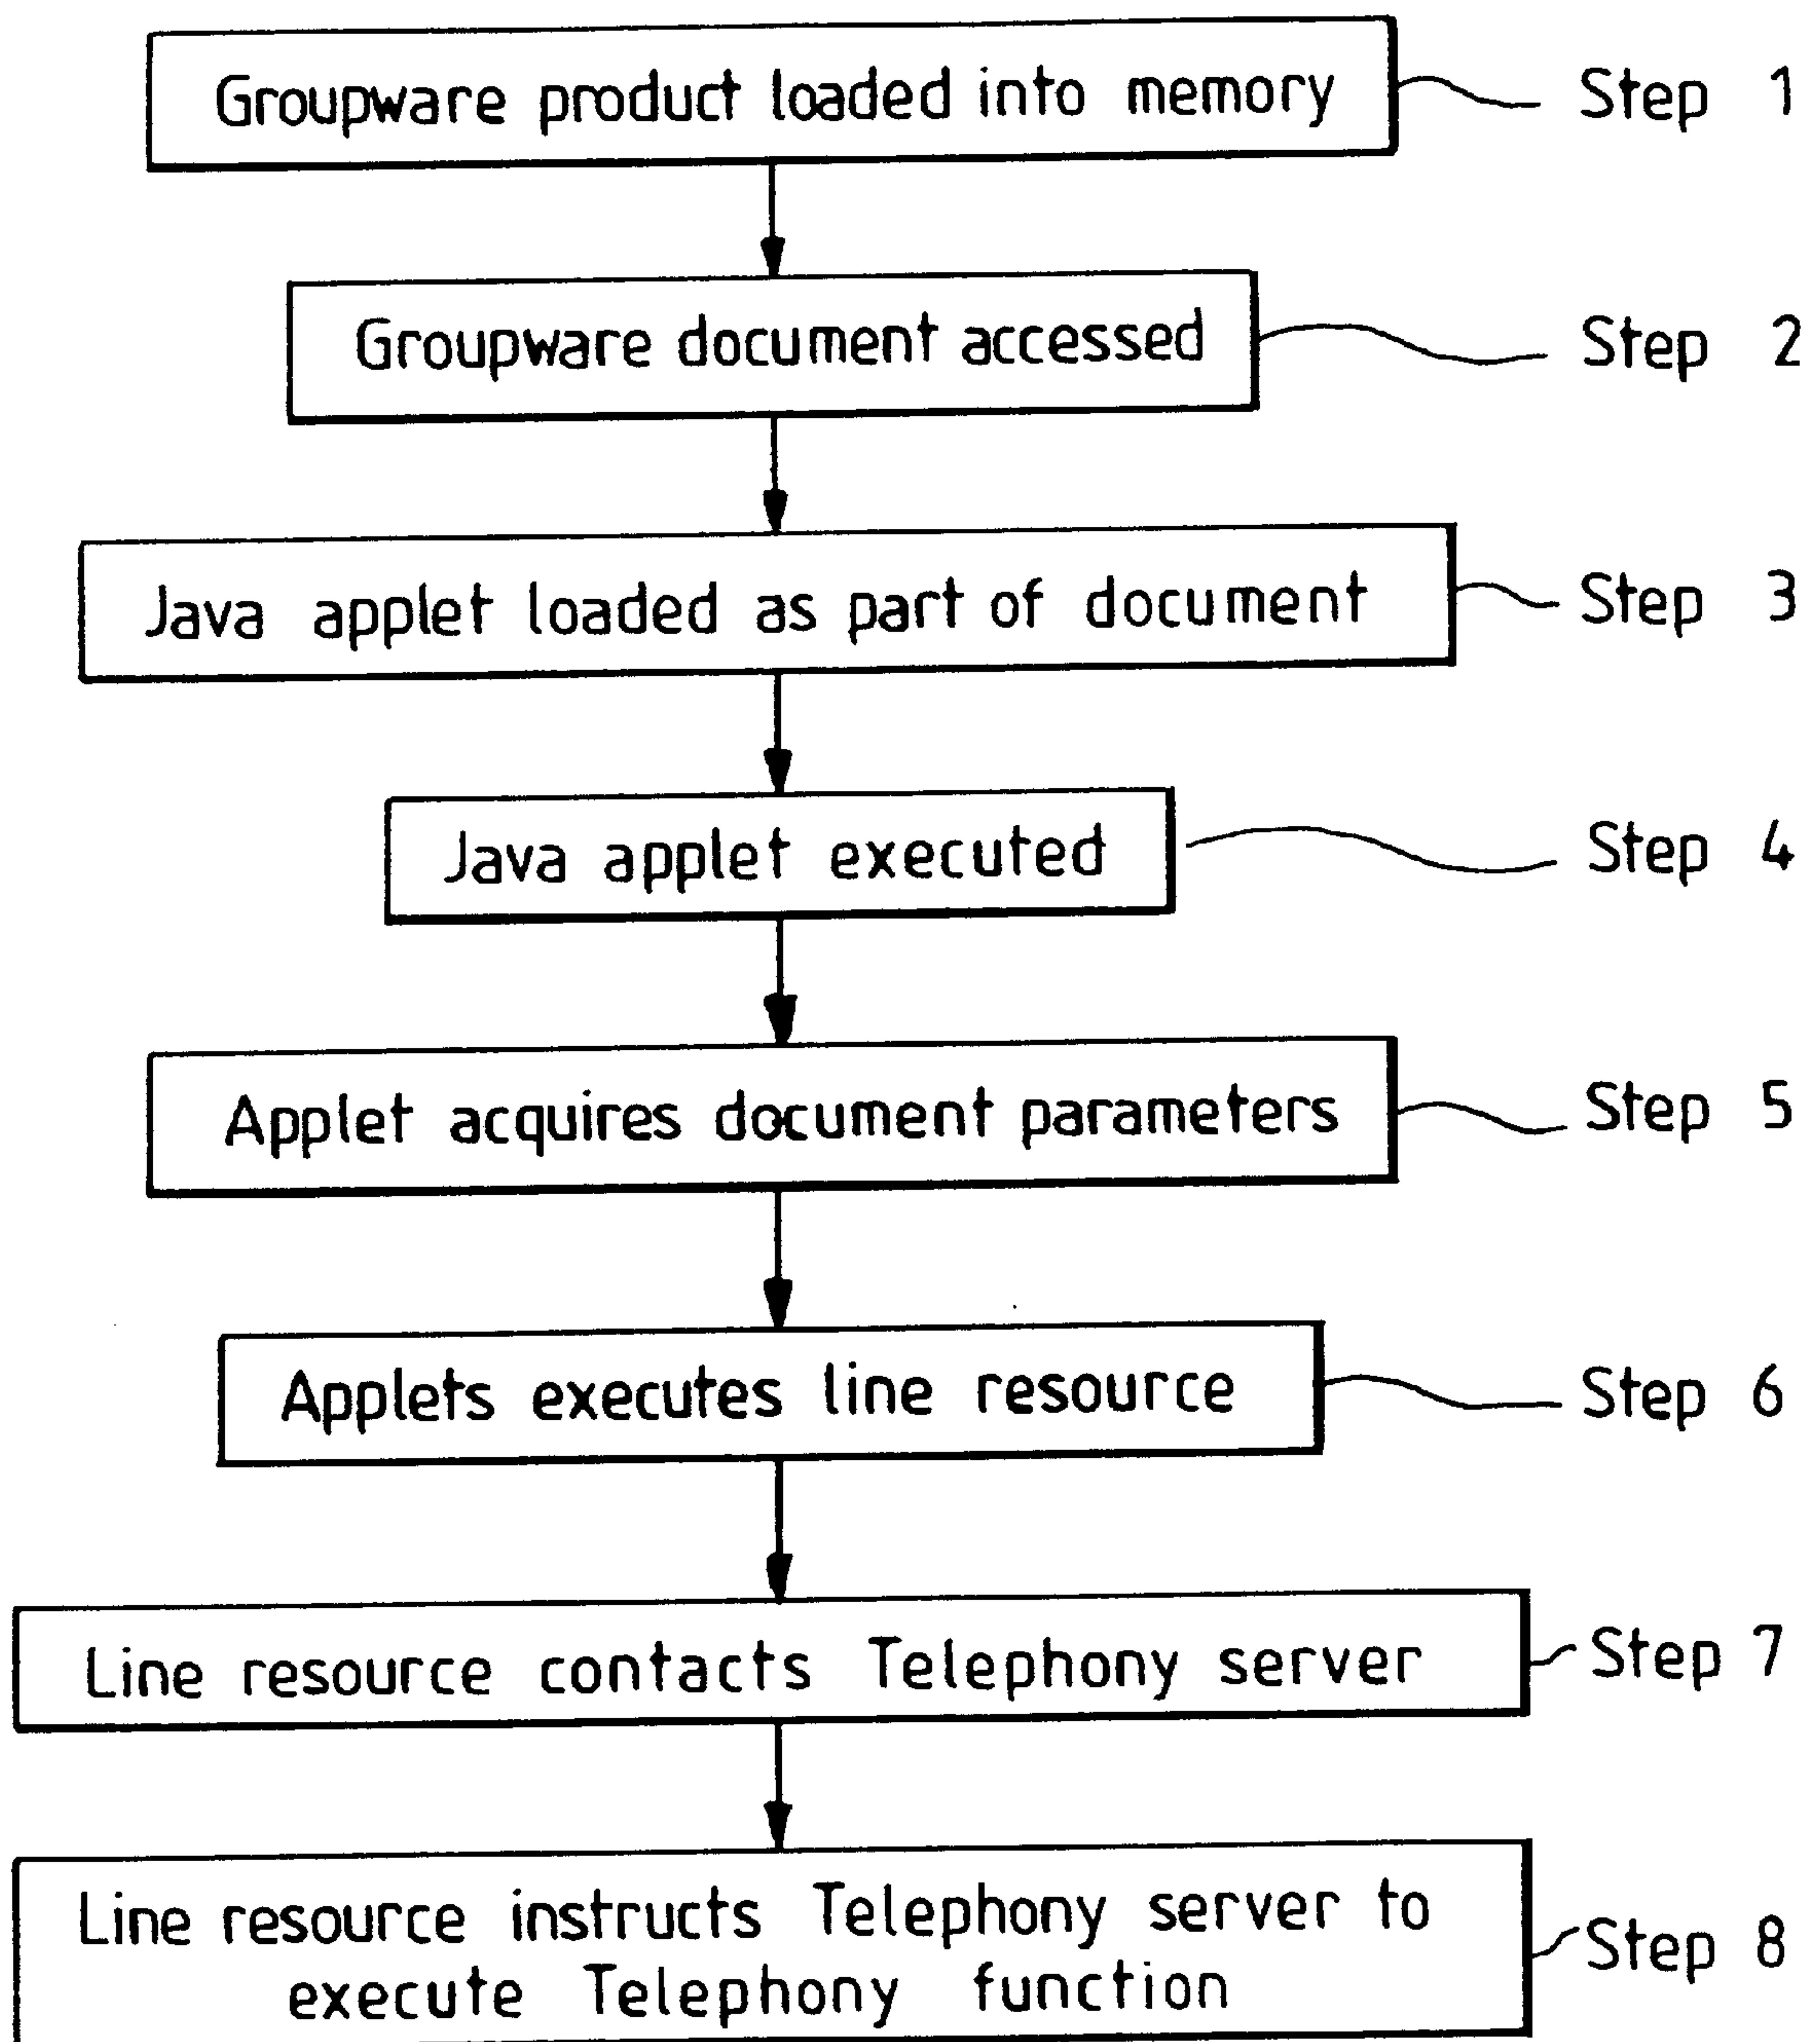 Groupware product loaded into memory Step 1
Groupware document accessed Step 2
Java applet loaded as part of document Step 3
Java applet executed Step 4
Applet acquires document parameters Step 5
Applets executes line resource Step 6
Line resource contacts Telephony server Step 7
Line resource instructs Telephony server to
execute Telephony function Step 8